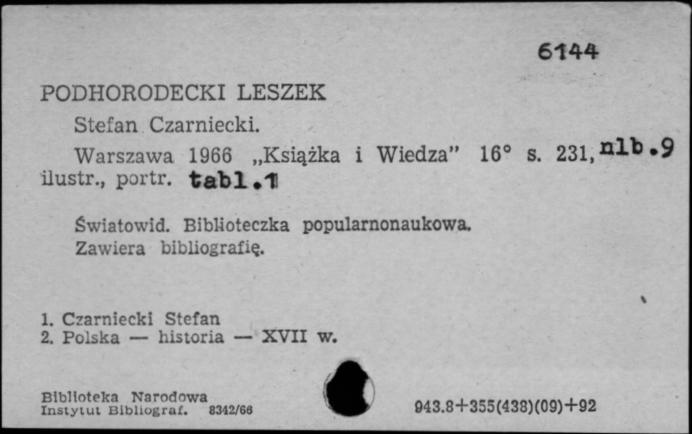 6144
PODHORODECKI LESZEK
Stefan Czarniecki.
Warszawa 1966 „Książka i Wiedza” 16° s. 231, nlb.9
ilustr., portr. tabl.1
Światowid. Biblioteczka popularnonaukowa.
Zawiera bibliografię.
1. Czarniecki Stefan
2. Polska — historia — XVII w.
Biblioteka Narodowa
Instytut Bibliograf. 8342/66
943.8+355(438)(09)+92